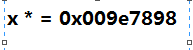 x * = 0x009e7898